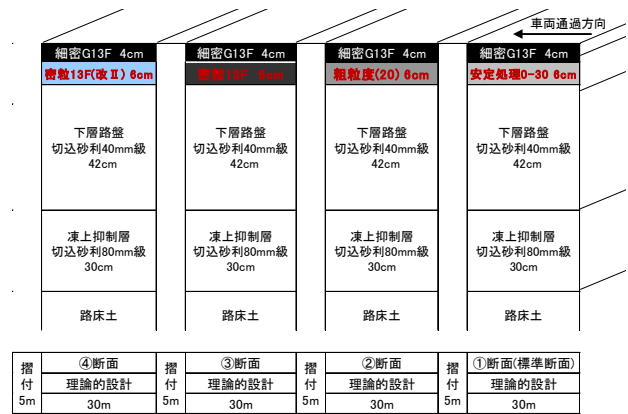 車両通過方向
細密G13F 4cm
細密G13F 4cm
細密G13F 4cm
細密G13F 4cm
密粒13F(改Ⅱ) 6cm
密粒13F 6cm
粗粒度(20) 6cm
安定処理0-30 6cm
下層路盤
切込砂利40mm級
42cm
下層路盤
切込砂利40mm級
42cm
下層路盤
切込砂利40mm級
42cm
下層路盤
切込砂利40mm級
42cm
凍上抑制層
切込砂利80mm級
30cm
凍上抑制層
切込砂利80mm級
30cm
凍上抑制層
切込砂利80mm級
30cm
凍上抑制層
切込砂利80mm級
30cm
路床土
路床土
路床土
路床土
摺付5m
④断面
理論的設計
30m
摺付5m
③断面
理論的設計
30m
摺付5m
②断面
理論的設計
30m
摺付5m
①断面(標準断面)
理論的設計
30m